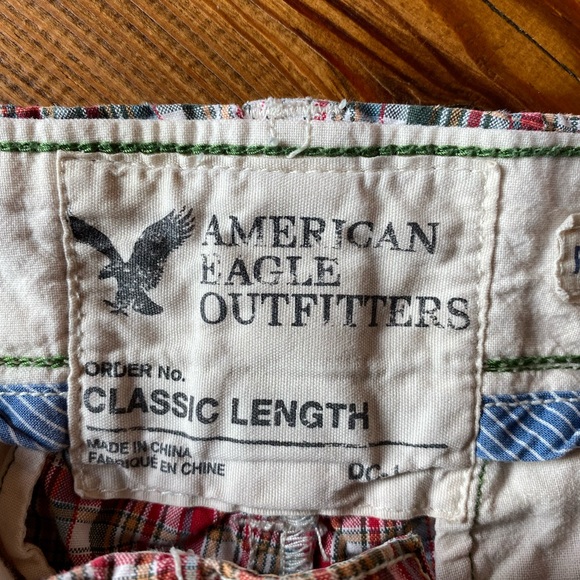 AMERICAN
EAGLE
OUTFITTERS
ORDER No.
CLASSIC LENGTH
MADE IN CHINA
FABRIQUE EN CHINE